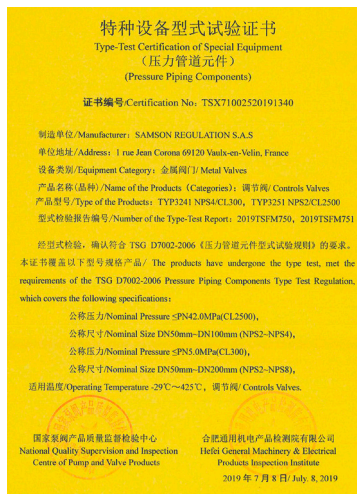 特种设备型式试验证书
Type-Test Certification of Special Equipment
（压力管道元件）
(Pressure Piping Components)
证书编号/Certification No：TSX71002520191340
制造单位/Manufacturer：SAMSON REGULATION S.A.S
单位地址/Address：1 rue Jean Corona 69120 Vaulx-en-Velin, France
设备类别/Equipment Category：金属阀门/ Metal Valves
产品名称(品种)/Name of the Products（Categories）：调节阀/ Controls Valves
产品型号/Type of the Products：TYP3241 NPS4/CL300，TYP3251 NPS2/CL2500
型式检验报告编号/Number of the Type-Test Report：2019TSFM750，2019TSFM751
经型式检验，确认符合 TSG D7002-2006《压力管道元件型式试验规则》的要求。
本证书覆盖以下型号规格产品/ The products have undergone the type test, met the
requirements of the TSG D7002-2006 Pressure Piping Components Type Test Regulation,
which covers the following specifications:
公称压力/Nominal Pressure ≤PN42.0MPa(CL2500),
公称尺寸/Nominal Size DN50mm~DN100mm (NPS2~NPS4),
公称压力/Nominal Pressure ≤PN5.0MPa(CL300),
公称尺寸/Nominal Size DN50mm~DN200mm (NPS2~NPS8),
适用温度/Operating Temperature -29℃～425℃，调节阀/ Controls Valves.
国家泵阀产品质量监督检验中心
National Quality Supervision and Inspection
Centre of Pump and Valve Products
合肥通用机电产品检测院有限公司
Hefei General Machinery & Electrical
Products Inspection Institute
2019 年 7 月 8 日/ July. 8, 2019